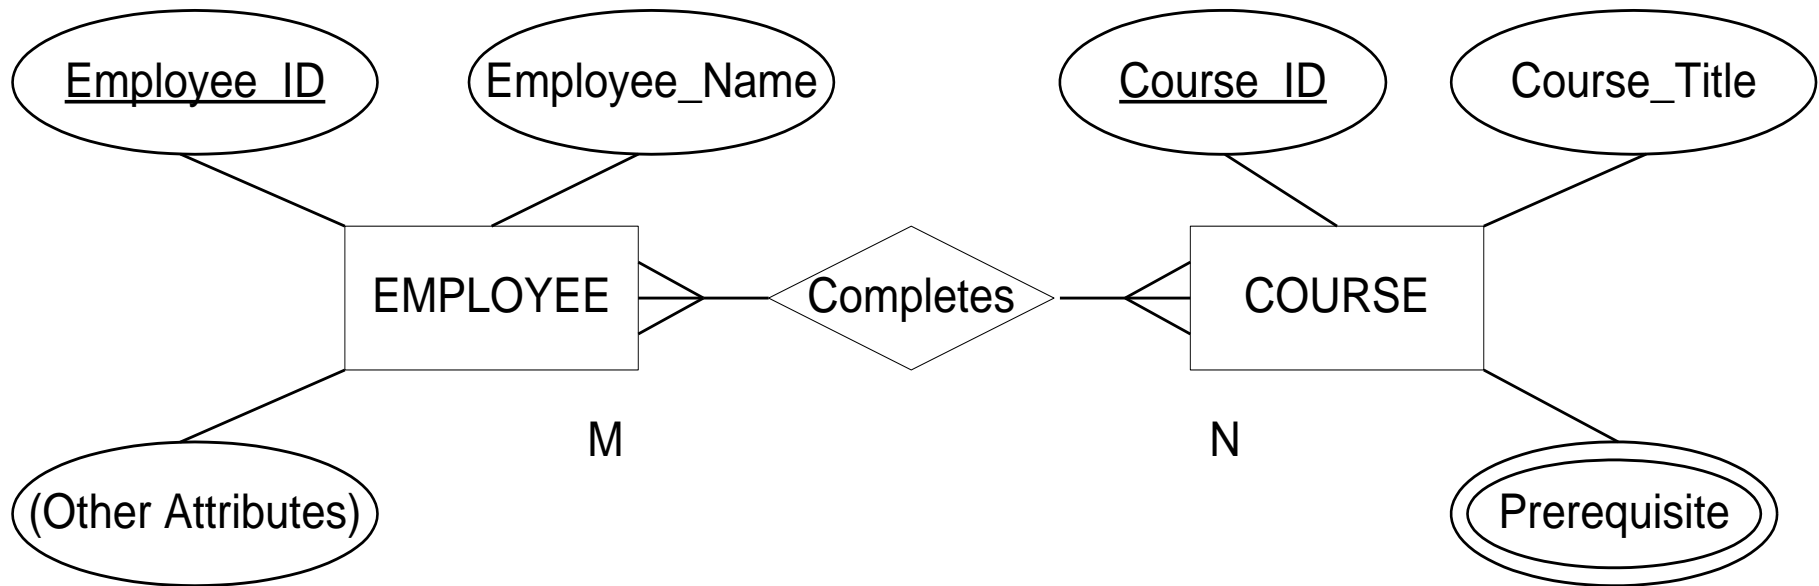 Employee_ID
Employee_Name
Course_ID
Course_Title
EMPLOYEE
Completes
COURSE
M
N
(Other Attributes)
Prerequisite